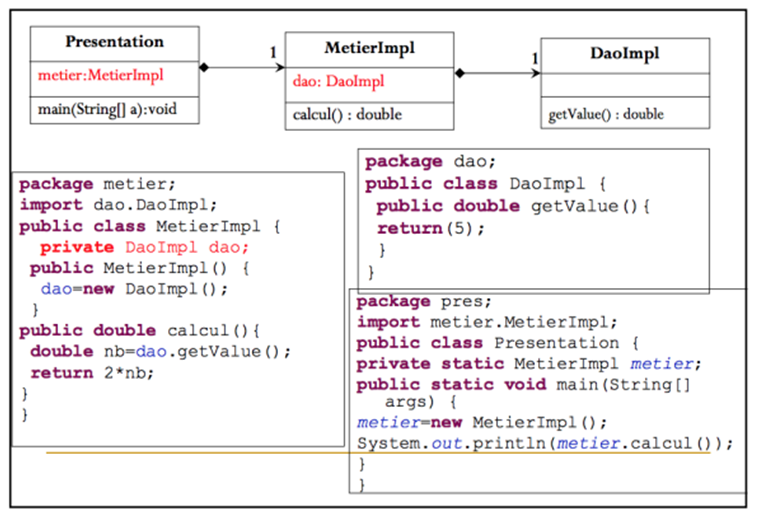 Presentation
metier:MetierImpl
main(String[] a):void
1
MetierImpl
dao: DaoImpl
calcul() : double
1
DaoImpl
getValue() : double
package metier;
import dao.DaoImpl;
public class MetierImpl {
private DaoImpl dao;
public MetierImpl() {
dao=new DaoImpl();
}
public double calcul(){
double nb=dao.getValue();
return 2*nb;
}
}
package dao;
public class DaoImpl {
public double getValue(){
return(5);
}
}
package pres;
import metier.MetierImpl;
public class Presentation {
private static MetierImpl metier;
public static void main(String[]
args) {
metier=new MetierImpl();
System.out.println(metier.calcul());
}
}